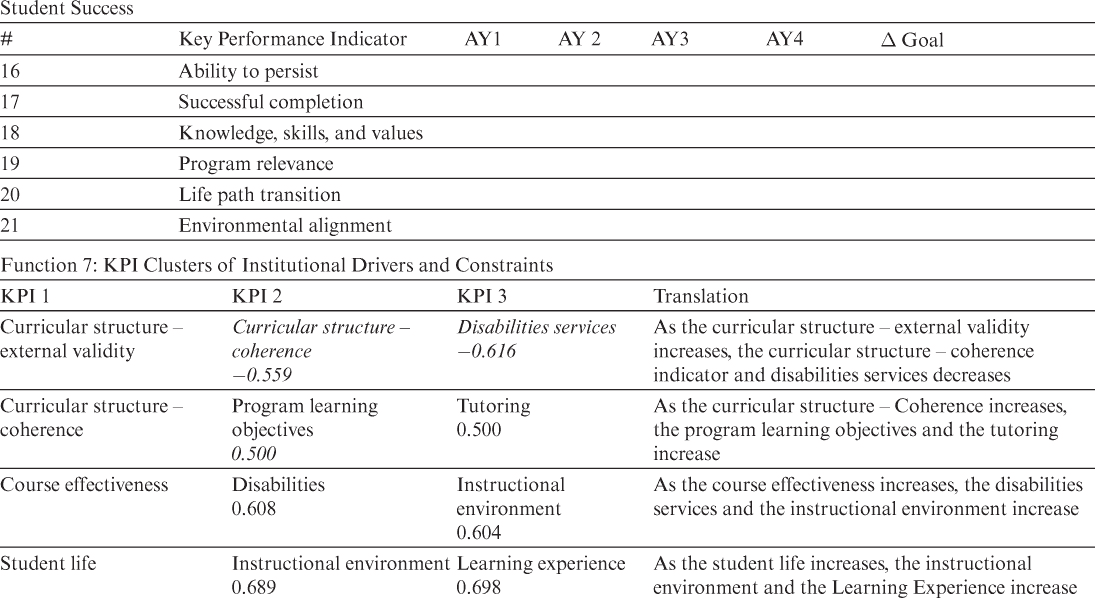 Student Success
# Key Performance Indicator AY1 AY 2 AY3 AY4 Δ Goal
16 Ability to persist
17 Successful completion
18 Knowledge, skills, and values
19 Program relevance
20 Life path transition
21 Environmental alignment
Function 7: KPI Clusters of Institutional Drivers and Constraints
KPI 1 KPI 2 KPI 3 Translation
Curricular structure – Curricular structure – Disabilities services As the curricular structure – external validity
external validity coherence −0.616 increases, the curricular structure – coherence
−0.559 indicator and disabilities services decreases
Curricular structure – Program learning Tutoring As the curricular structure – Coherence increases,
coherence objectives 0.500 the program learning objectives and the tutoring
0.500 increase
Course effectiveness Disabilities Instructional As the course effectiveness increases, the disabilities
0.608 environment services and the instructional environment increase
0.604
Student life Instructional environment Learning experience As the student life increases, the instructional
0.689 0.698 environment and the Learning Experience increase